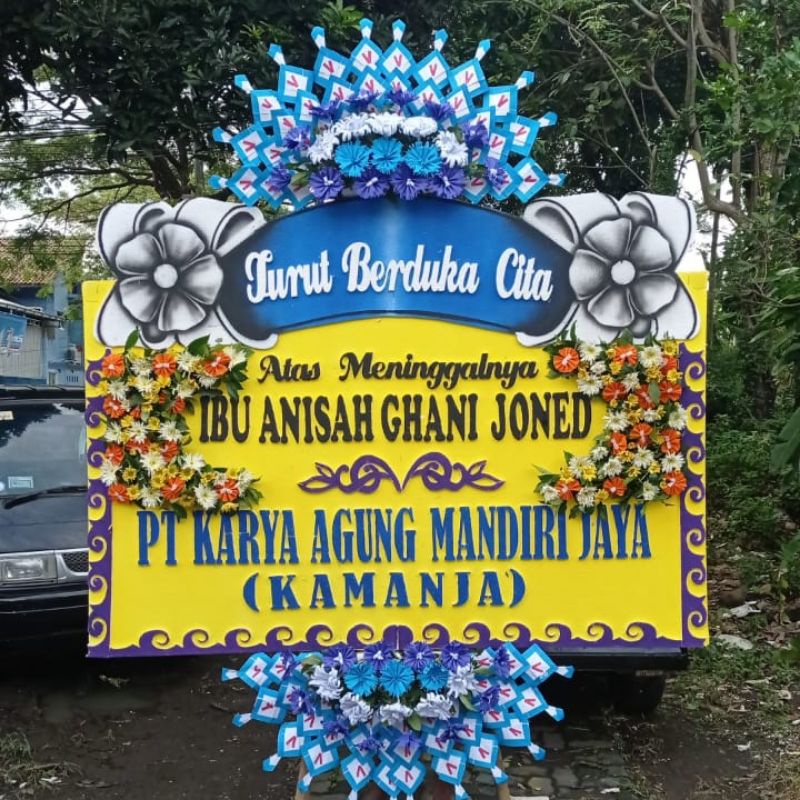 Turut Berduka Cita
Atas Meninggalnya
IBU ANISAH GHANI JONED
PT KARYA AGUNG MANDIRI JAYA
(KAMANJA)